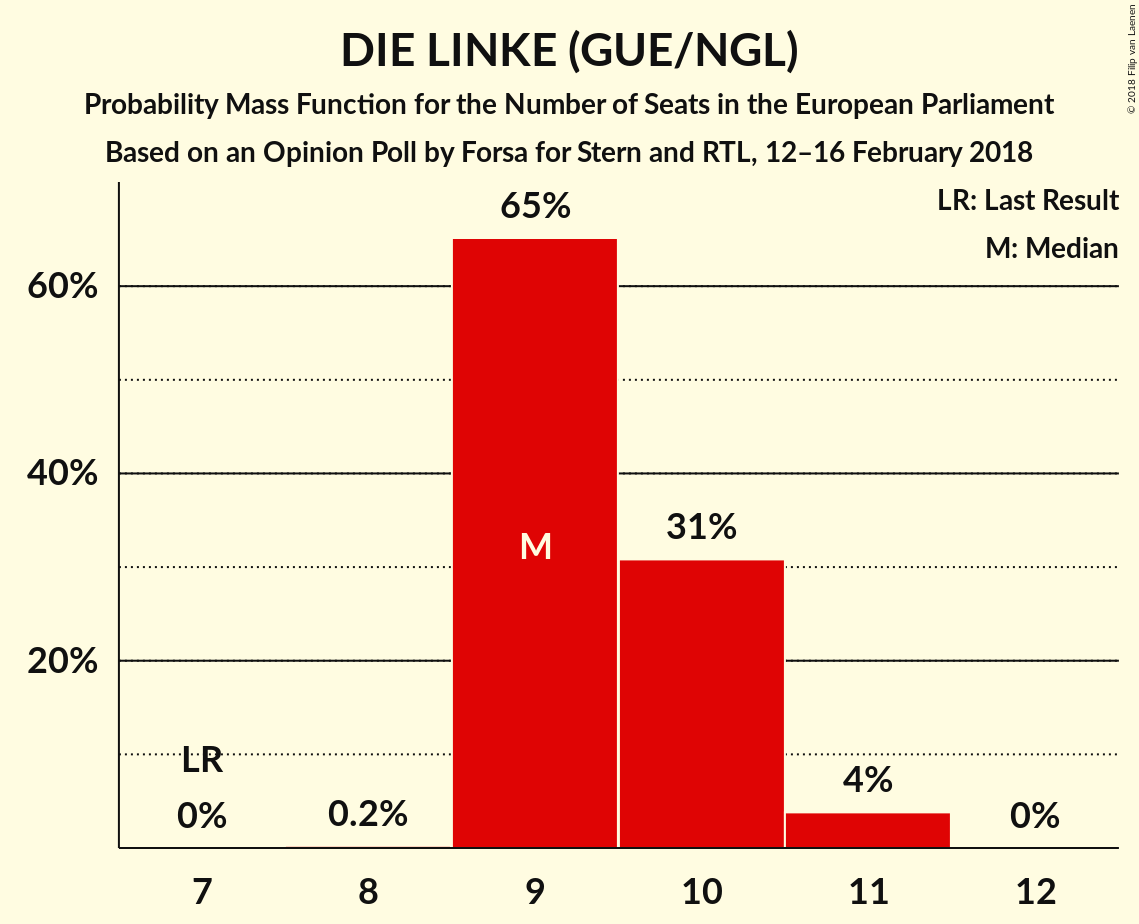 DIE LINKE (GUE/NGL)
Probability Mass Function for the Number of Seats in the European Parliament
Based on an Opinion Poll by Forsa for Stern and RTL, 12–16 February 2018
© 2018 Filip van Laenen
LR: Last Result
M: Median
65%
60%
M
40%
31%
20%
LR
4%
0%
0.2%
0%
7
8
9
10
11
12